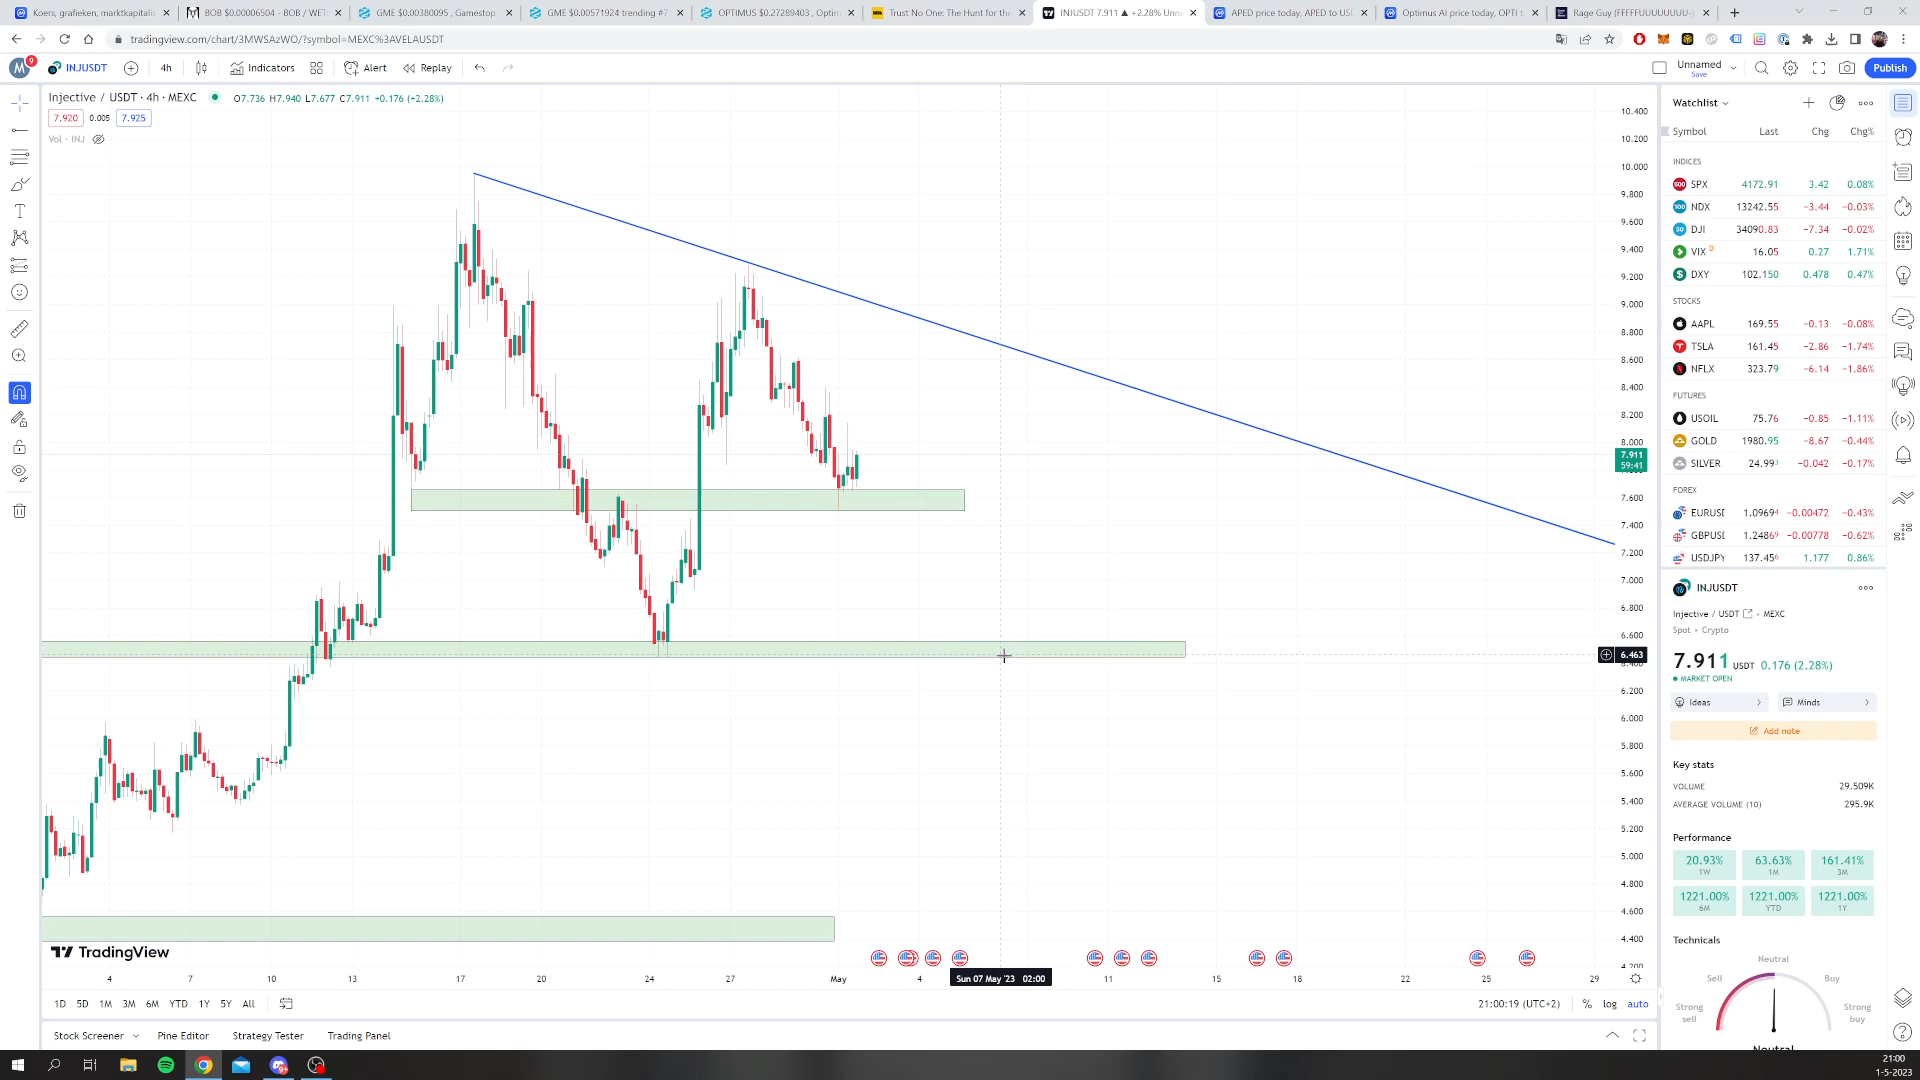 Koers, grafieken, marktkapitalis
BOB $0.00006504 - BOB / WET
GME $0.00380095 , Gamestop
GME $0.00571924 trending #7
OPTIMUS $0.27289403 , Optim
Trust No One: The Hunt for the
INJUSDT 7.911 ▲ +2.28% Unna
APED price today, APED to US
Optimus AI price today, OPTI t
Rage Guy (FFFFFUUUUUUUU-)
tradingview.com/chart/3MWSAzWO/?symbol=MEXC%3AVELAUSDT
M 9 INJUSDT 4h Indicators Alert Replay Unnamed Save Publish
Injective / USDT · 4h · MEXC O7.736 H7.940 L7.677 C7.911 +0.176 (+2.28%)
7.920 0.005 7.925
Vol · INJ
10.400
10.200
10.000
9.800
9.600
9.400
9.200
9.000
8.800
8.600
8.400
8.200
8.000
7.911
59:41
7.600
7.400
7.200
7.000
6.800
6.600
6.463
6.200
6.000
5.800
5.600
5.400
5.200
5.000
4.800
4.600
4.400
4.200
TradingView
4 7 10 13 17 20 24 27 May 4 Sun 07 May '23 02:00 11 15 18 22 25 29
1D 5D 1M 3M 6M YTD 1Y 5Y All 21:00:19 (UTC+2) % log auto
Stock Screener Pine Editor Strategy Tester Trading Panel
Watchlist
Symbol Last Chg Chg%
INDICES
SPX 4172.91 3.42 0.08%
NDX 13242.55 −3.44 −0.03%
DJI 34090.83 −7.34 −0.02%
VIX D 16.05 0.27 1.71%
DXY 102.150 0.478 0.47%
STOCKS
AAPL 169.55 −0.13 −0.08%
TSLA 161.45 −2.86 −1.74%
NFLX 323.79 −6.14 −1.86%
FUTURES
USOIL 75.76 −0.85 −1.11%
GOLD 1980.95 −8.67 −0.44%
SILVER 24.993 −0.042 −0.17%
FOREX
EURUSI 1.09694 −0.00472 −0.43%
GBPUSI 1.24869 −0.00778 −0.62%
USDJPY 137.456 1.177 0.86%
INJUSDT
Injective / USDT · MEXC
Spot · Crypto
7.911 USDT 0.176 (2.28%)
MARKET OPEN
Ideas Minds
Add note
Key stats
VOLUME 29.509K
AVERAGE VOLUME (10) 295.9K
Performance
20.93% 63.63% 161.41%
1W 1M 3M
1221.00% 1221.00% 1221.00%
6M YTD 1Y
Technicals
Neutral
Sell Buy
Strong sell Strong buy
Neutral
21:00
1-5-2023